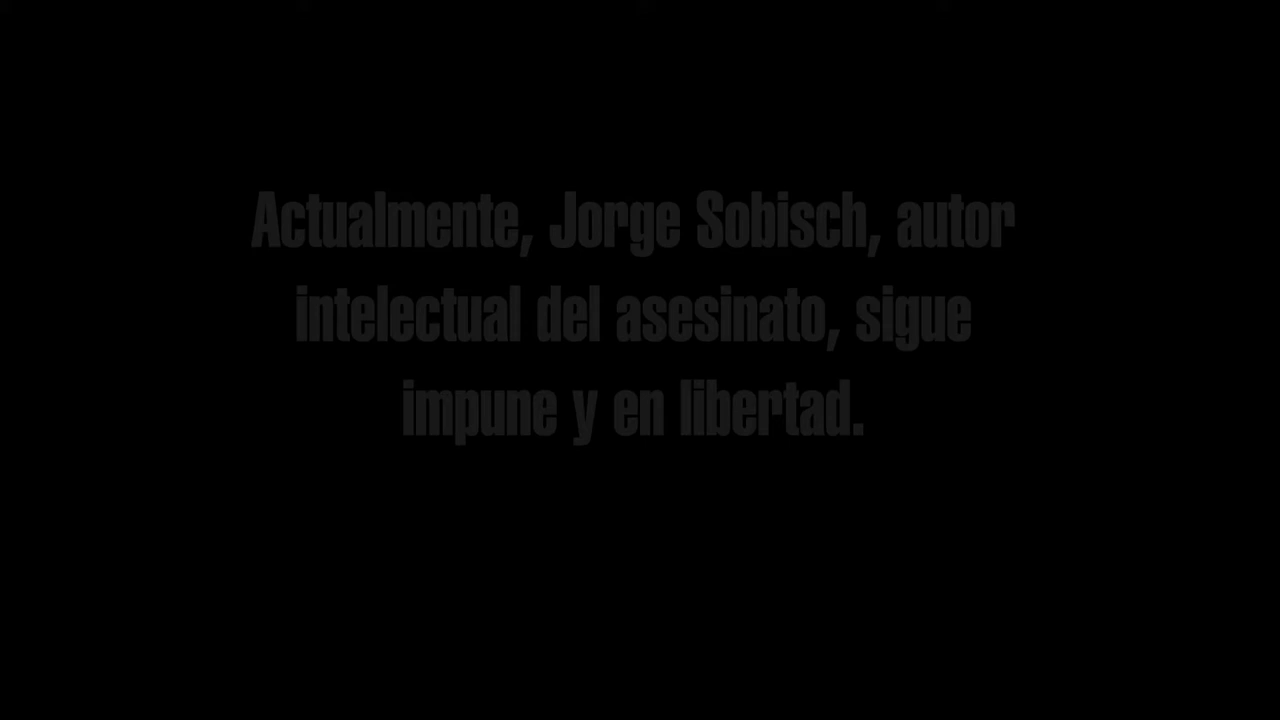 Actualmente, Jorge Sobisch, autor
intelectual del asesinato, sigue
impune y en libertad.